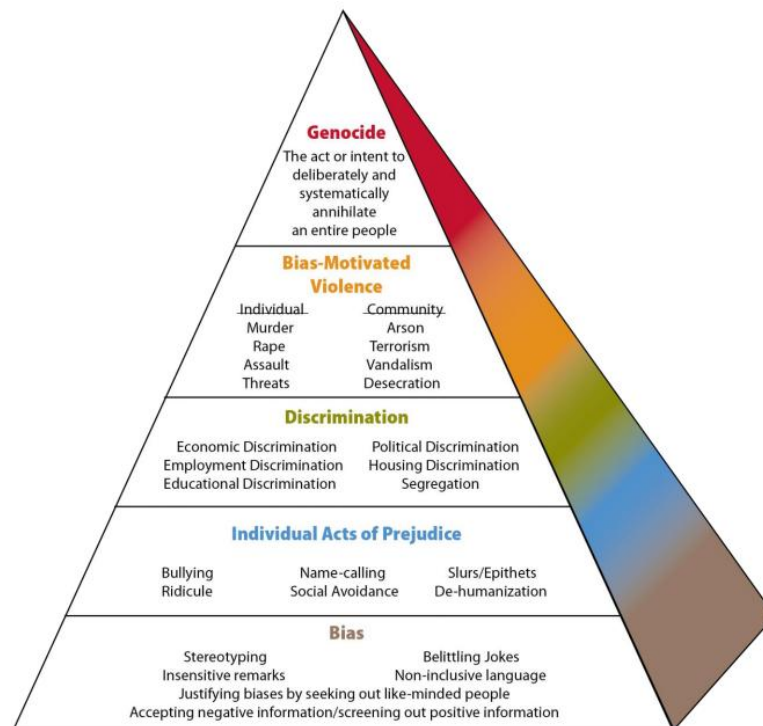 Genocide
The act or intent to
deliberately and
systematically
annihilate
an entire people
Bias-Motivated
Violence
Individual Community
Murder Arson
Rape Terrorism
Assault Vandalism
Threats Desecration
Discrimination
Economic Discrimination Political Discrimination
Employment Discrimination Housing Discrimination
Educational Discrimination Segregation
Individual Acts of Prejudice
Bullying Name-calling Slurs/Epithets
Ridicule Social Avoidance De-humanization
Bias
Stereotyping Belittling Jokes
Insensitive remarks Non-inclusive language
Justifying biases by seeking out like-minded people
Accepting negative information/screening out positive information